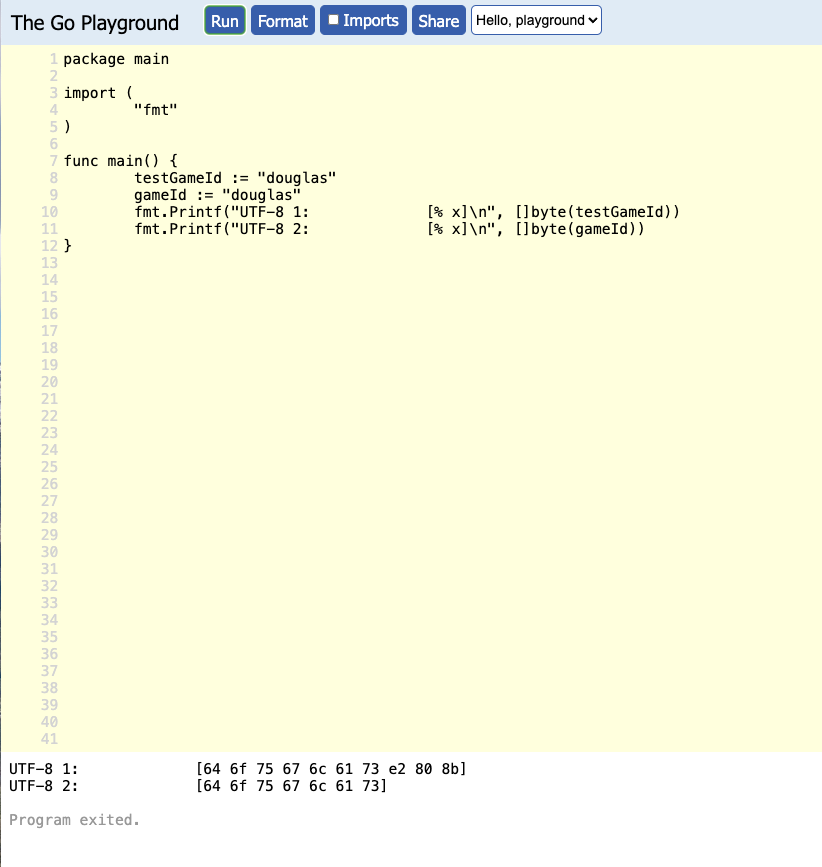 The Go Playground Run Format Imports Share Hello, playground
1 package main
2
3 import (
4 "fmt"
5 )
6
7 func main() {
8 testGameId := "douglas"
9 gameId := "douglas"
10 fmt.Printf("UTF-8 1: [% x]\n", []byte(testGameId))
11 fmt.Printf("UTF-8 2: [% x]\n", []byte(gameId))
12 }
13
14
15
16
17
18
19
20
21
22
23
24
25
26
27
28
29
30
31
32
33
34
35
36
37
38
39
40
41
UTF-8 1: [64 6f 75 67 6c 61 73 e2 80 8b]
UTF-8 2: [64 6f 75 67 6c 61 73]
Program exited.